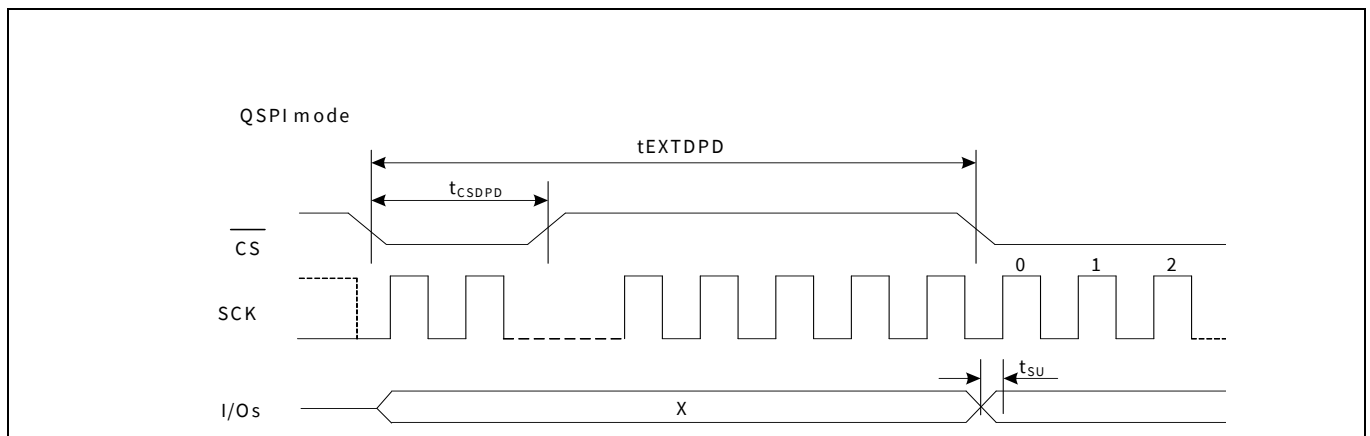 QSPI mode
tEXTDPD
tCSDPD
CS
0 1 2
SCK
tSU
I/Os X